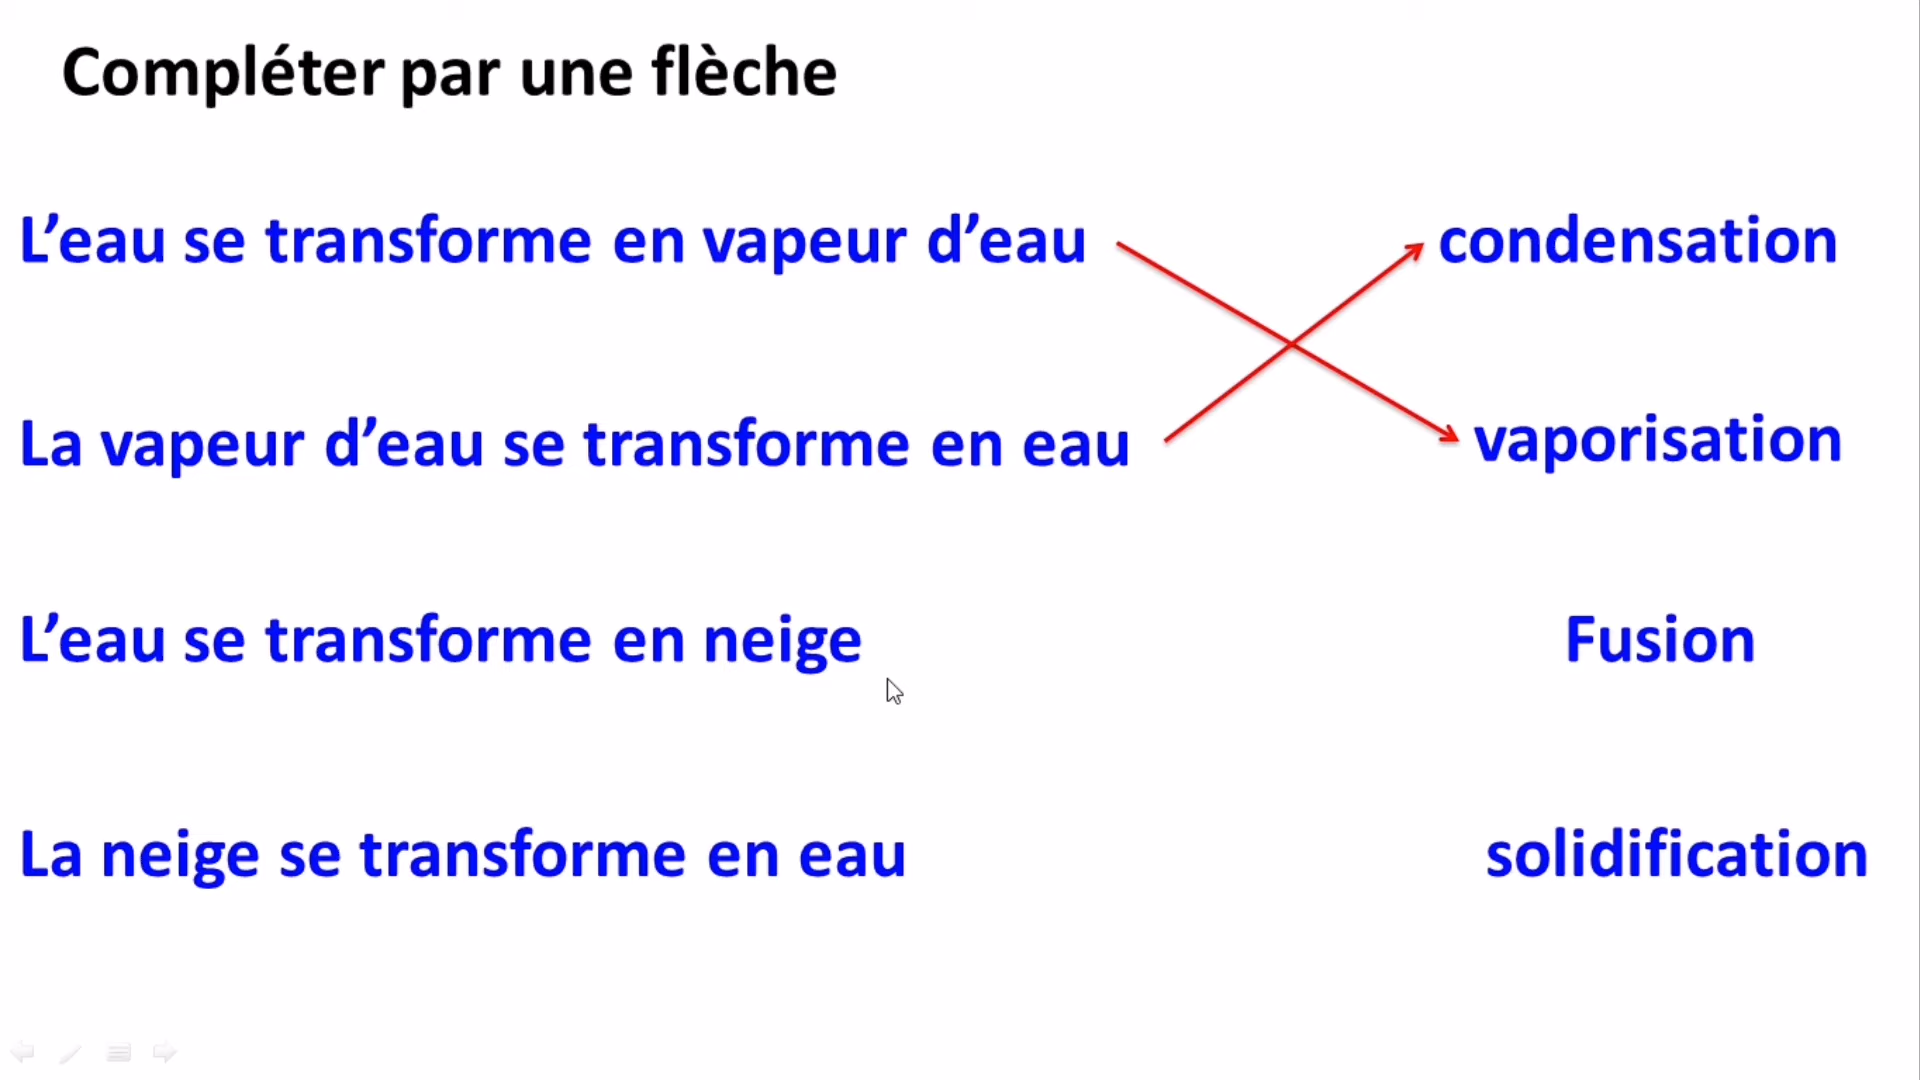 Compléter par une flèche
L’eau se transforme en vapeur d’eau
condensation
La vapeur d’eau se transforme en eau
vaporisation
L’eau se transforme en neige
Fusion
La neige se transforme en eau
solidification